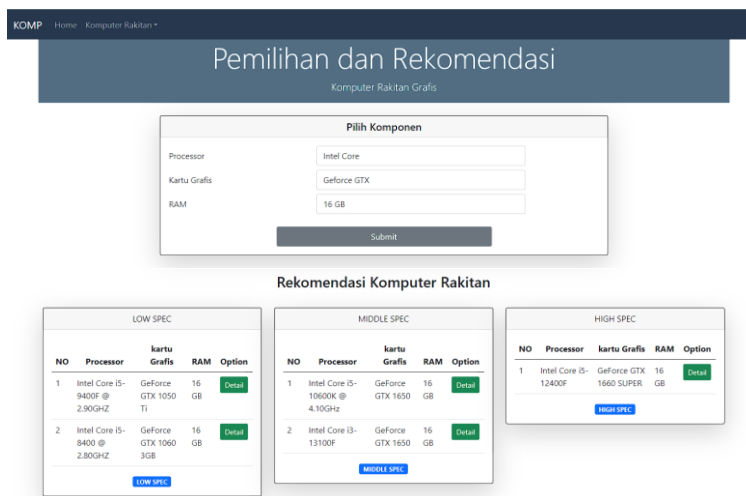 KOMP Home Komputer Rakitan
Pemilihan dan Rekomendasi
Komputer Rakitan Grafis
Pilih Komponen
Processor Intel Core
Kartu Grafis Geforce GTX
RAM 16 GB
Submit
Rekomendasi Komputer Rakitan
LOW SPEC
kartu
NO Processor Grafis RAM Option
1 Intel Core i5- GeForce 16 Detail
9400F @ GTX 1050 GB
2.90GHZ Ti
2 Intel Core i5- GeForce 16 Detail
8400 @ GTX 1060 GB
2.80GHZ 3GB
LOW SPEC
MIDDLE SPEC
kartu
NO Processor Grafis RAM Option
1 Intel Core i5- GeForce 16 Detail
10600K @ GTX 1650 GB
4.10GHz
2 Intel Core i3- GeForce 16 Detail
13100F GTX 1650 GB
MIDDLE SPEC
HIGH SPEC
NO Processor kartu Grafis RAM Option
1 Intel Core i5- GeForce GTX 16 Detail
12400F 1660 SUPER GB
HIGH SPEC